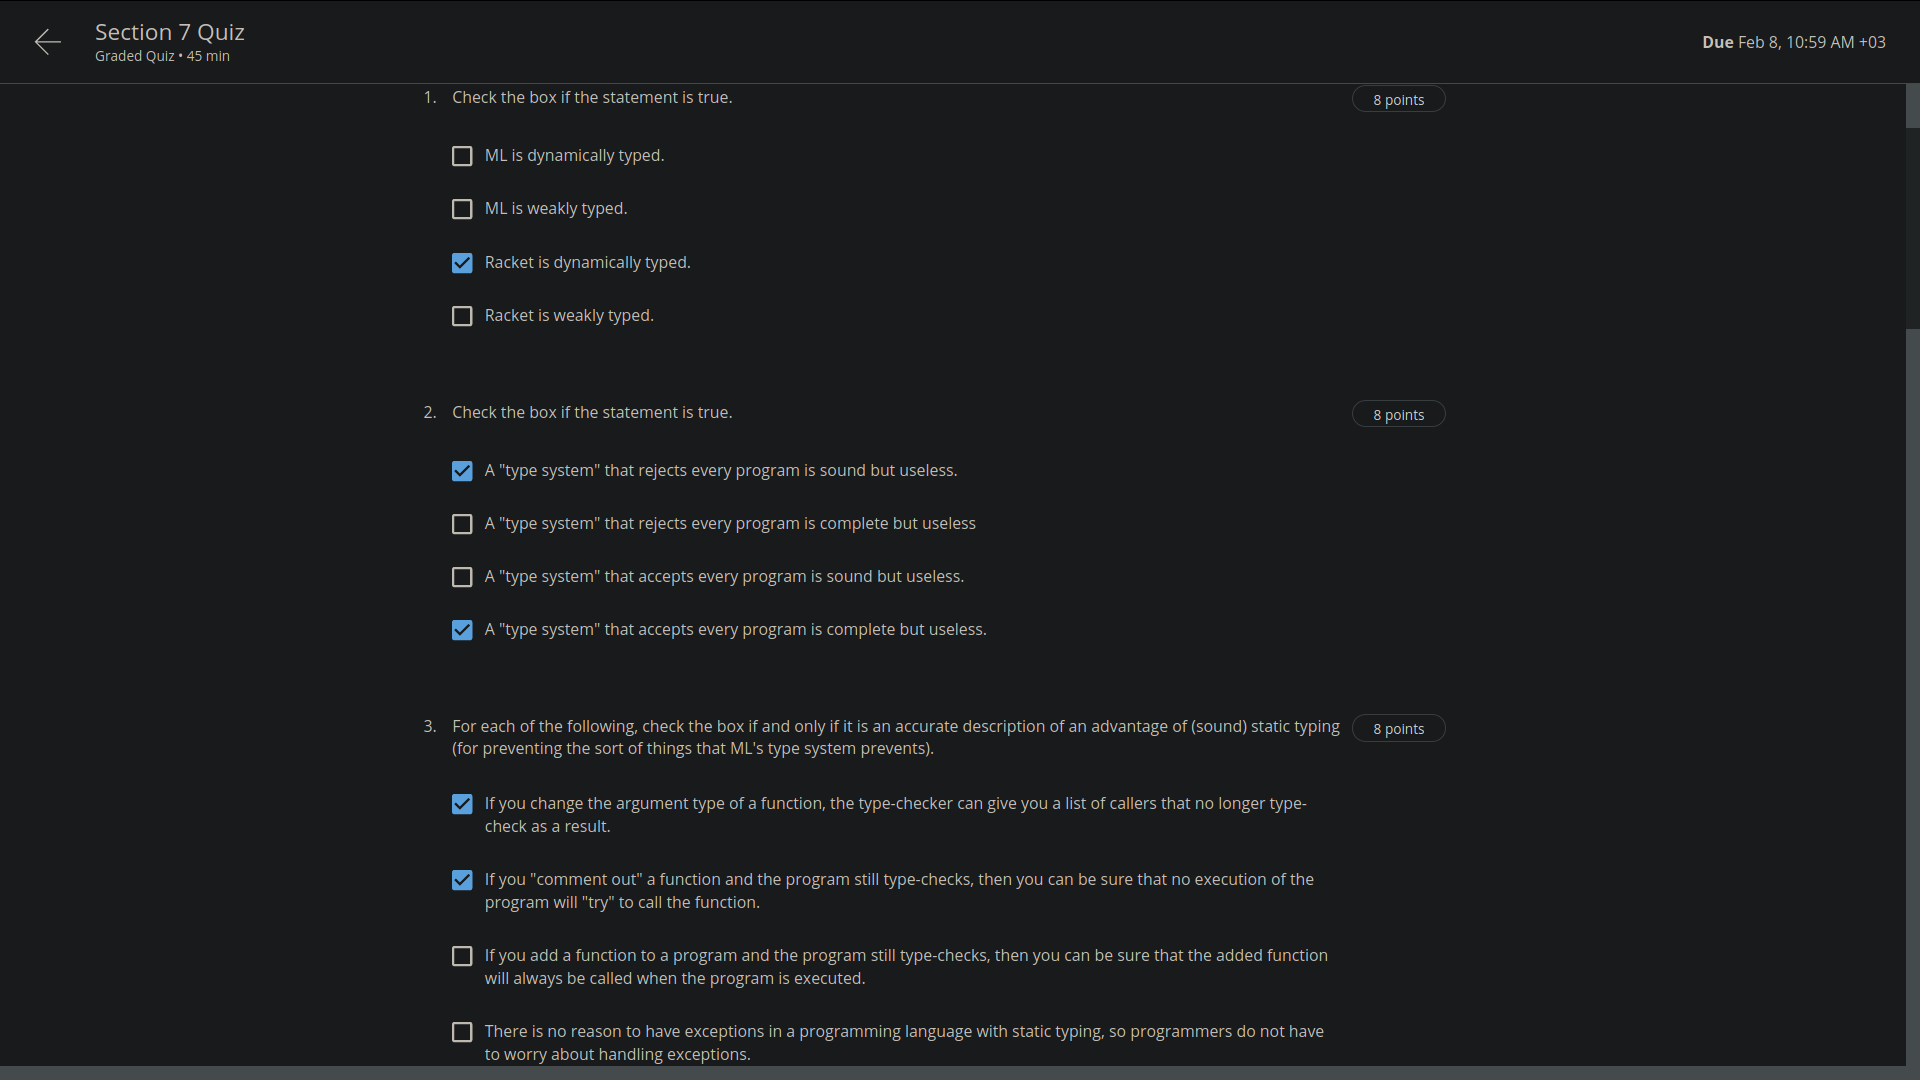 Section 7 Quiz
Graded Quiz • 45 min
Due Feb 8, 10:59 AM +03
1. Check the box if the statement is true.
8 points
ML is dynamically typed.
ML is weakly typed.
Racket is dynamically typed.
Racket is weakly typed.
2. Check the box if the statement is true.
8 points
A "type system" that rejects every program is sound but useless.
A "type system" that rejects every program is complete but useless
A "type system" that accepts every program is sound but useless.
A "type system" that accepts every program is complete but useless.
3. For each of the following, check the box if and only if it is an accurate description of an advantage of (sound) static typing
(for preventing the sort of things that ML's type system prevents).
8 points
If you change the argument type of a function, the type-checker can give you a list of callers that no longer type-
check as a result.
If you "comment out" a function and the program still type-checks, then you can be sure that no execution of the
program will "try" to call the function.
If you add a function to a program and the program still type-checks, then you can be sure that the added function
will always be called when the program is executed.
There is no reason to have exceptions in a programming language with static typing, so programmers do not have
to worry about handling exceptions.